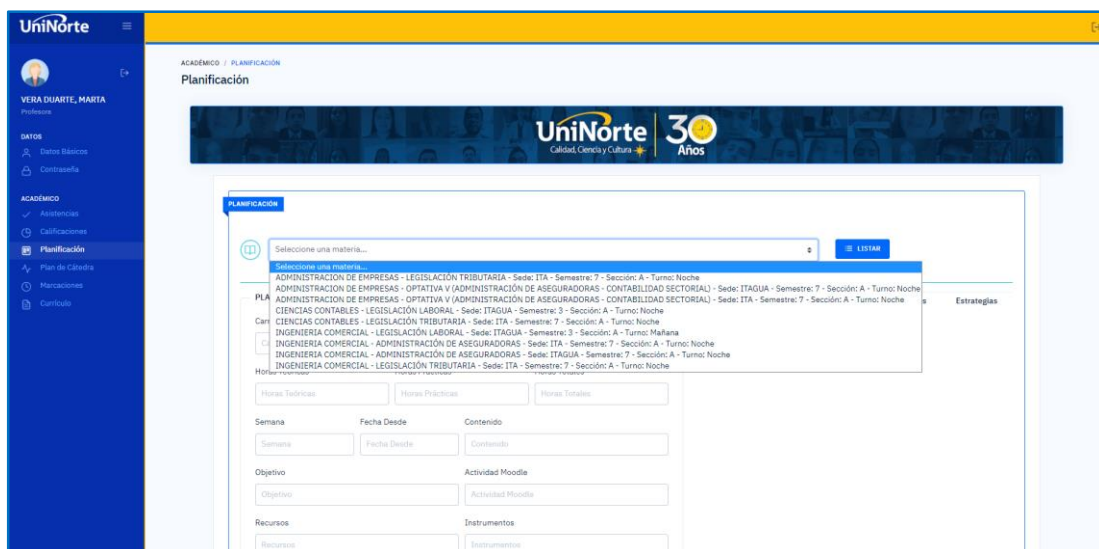 UniNorte
VERA DUARTE, MARTA
Profesora
DATOS
Datos Básicos
Contraseña
ACADÉMICO
Asistencias
Calificaciones
Planificación
Plan de Cátedra
Marcaciones
Currículo
ACADÉMICO / PLANIFICACIÓN
Planificación
UniNorte
Calidad, Ciencia y Cultura
30
Años
PLANIFICACIÓN
Seleccione una materia...
LISTAR
Seleccione una materia...
ADMINISTRACION DE EMPRESAS - LEGISLACIÓN TRIBUTARIA - Sede: ITA - Semestre: 7 - Sección: A - Turno: Noche
ADMINISTRACION DE EMPRESAS - OPTATIVA V (ADMINISTRACIÓN DE ASEGURADORAS - CONTABILIDAD SECTORIAL) - Sede: ITAGUA - Semestre: 7 - Sección: A - Turno: Noche
ADMINISTRACION DE EMPRESAS - OPTATIVA V (ADMINISTRACIÓN DE ASEGURADORAS - CONTABILIDAD SECTORIAL) - Sede: ITA - Semestre: 7 - Sección: A - Turno: Noche
CIENCIAS CONTABLES - LEGISLACIÓN LABORAL - Sede: ITAGUA - Semestre: 3 - Sección: A - Turno: Noche
CIENCIAS CONTABLES - LEGISLACIÓN TRIBUTARIA - Sede: ITA - Semestre: 7 - Sección: A - Turno: Noche
INGENIERIA COMERCIAL - LEGISLACIÓN LABORAL - Sede: ITAGUA - Semestre: 3 - Sección: A - Turno: Mañana
INGENIERIA COMERCIAL - ADMINISTRACIÓN DE ASEGURADORAS - Sede: ITA - Semestre: 7 - Sección: A - Turno: Noche
INGENIERIA COMERCIAL - ADMINISTRACIÓN DE ASEGURADORAS - Sede: ITAGUA - Semestre: 7 - Sección: A - Turno: Noche
INGENIERIA COMERCIAL - LEGISLACIÓN TRIBUTARIA - Sede: ITA - Semestre: 7 - Sección: A - Turno: Noche
Estrategias
Horas Teóricas Horas Prácticas Horas Totales
Horas Teóricas Horas Prácticas Horas Totales
Semana Fecha Desde Contenido
Semana Fecha Desde Contenido
Objetivo Actividad Moodle
Objetivo Actividad Moodle
Recursos Instrumentos
Recursos Instrumentos